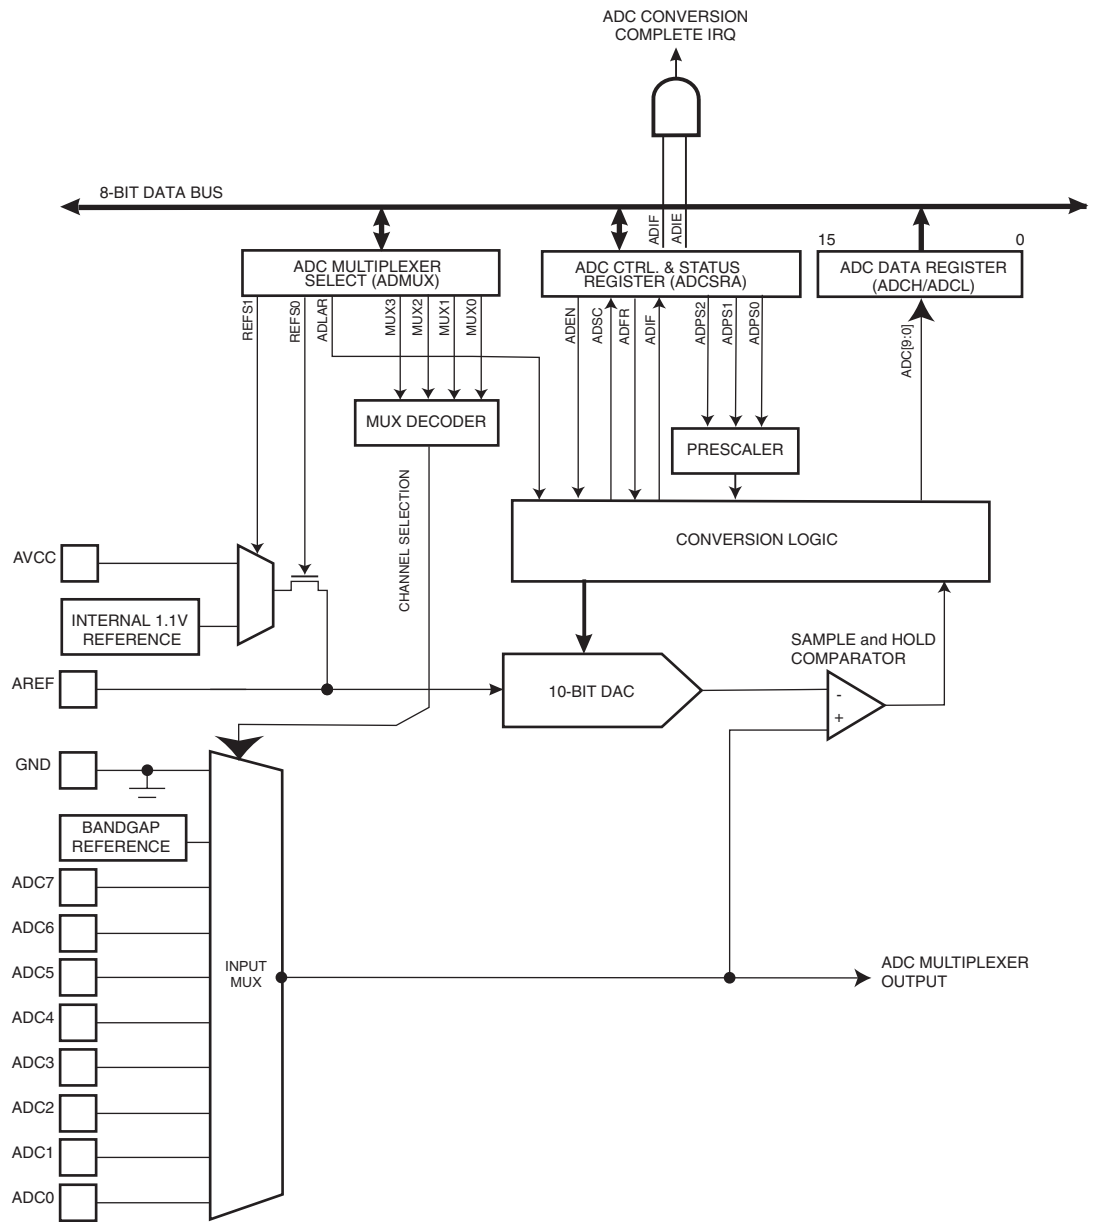 ADC CONVERSION
COMPLETE IRQ
8-BIT DATA BUS
ADIF
ADIE
15
0
ADC MULTIPLEXER
SELECT (ADMUX)
ADC CTRL. & STATUS
REGISTER (ADCSRA)
ADC DATA REGISTER
(ADCH/ADCL)
REFS1
REFS0
ADLAR
MUX3
MUX2
MUX1
MUX0
ADEN
ADSC
ADFR
ADIF
ADPS2
ADPS1
ADPS0
ADC[9:0]
MUX DECODER
PRESCALER
CHANNEL SELECTION
CONVERSION LOGIC
AVCC
INTERNAL 1.1V
REFERENCE
SAMPLE and HOLD
COMPARATOR
AREF
10-BIT DAC
-
+
GND
BANDGAP
REFERENCE
ADC7
ADC6
ADC5
INPUT
MUX
ADC MULTIPLEXER
OUTPUT
ADC4
ADC3
ADC2
ADC1
ADC0